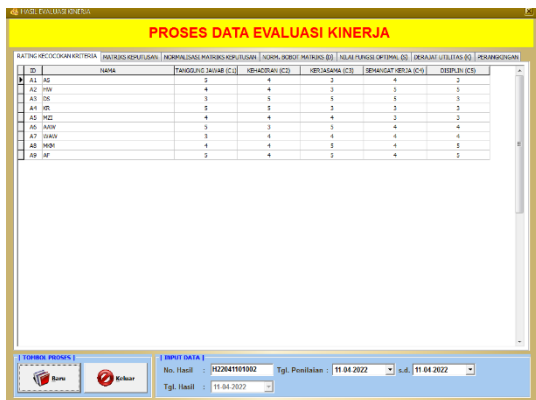 HASIL EVALUASI KINERJA
PROSES DATA EVALUASI KINERJA
RATING KECOCOKAN KRITERIA MATRIKS KEPUTUSAN NORMALISASI MATRIKS KEPUTUSAN NORM. BOBOT MATRIKS (D) NILAI FUNGSI OPTIMAL (S) DERAJAT UTILITAS (K) PERANGKINGAN
ID NAMA TANGGUNG JAWAB (C1) KEHADIRAN (C2) KERJASAMA (C3) SEMANGAT KERJA (C4) DISIPLIN (C5)
A1 AS 5 4 3 4 5
A2 HW 4 4 3 5 5
A3 DS 3 5 5 5 3
A4 KR 5 5 3 3 3
A5 MZI 4 4 4 3 3
A6 AAW 5 3 5 4 4
A7 WAW 3 4 4 4 4
A8 MKM 4 4 5 4 5
A9 AF 5 4 5 4 5
[ TOMBOL PROSES ]
Baru Keluar
[ INPUT DATA ]
No. Hasil : H22041101002 Tgl. Penilaian : 11-04-2022 s.d. 11-04-2022
Tgl. Hasil : 11-04-2022